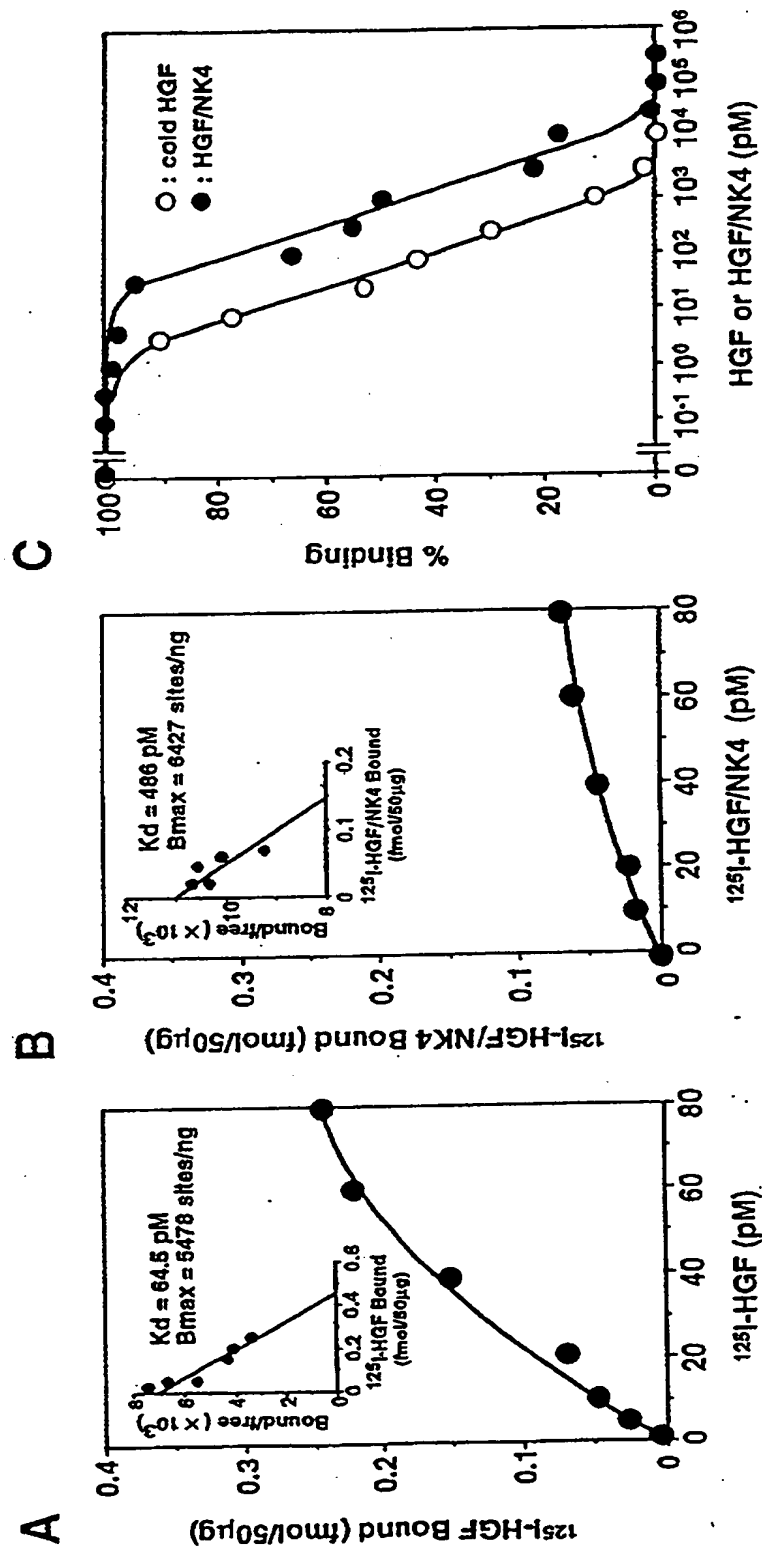 A
¹²⁵I-HGF Bound (fmol/50μg)
0.4
0.3
0.2
0.1
0
0 20 40 60 80
¹²⁵I-HGF (pM)
Kd = 64.5 pM
Bmax = 5478 sites/ng
Bound/free (× 10⁻³)
8
6
4
2
0
0 0.2 0.4 0.6
¹²⁵I-HGF Bound
(fmol/50μg)
B
¹²⁵I-HGF/NK4 Bound (fmol/50μg)
0.4
0.3
0.2
0.1
0
0 20 40 60 80
¹²⁵I-HGF/NK4 (pM)
Kd = 486 pM
Bmax = 6427 sites/ng
Bound/free (× 10⁻³)
12
10
8
0 0.1 0.2
¹²⁵I-HGF/NK4 Bound
(fmol/50μg)
C
% Binding
100
80
60
40
20
0
0 10⁻¹ 10⁰ 10¹ 10² 10³ 10⁴ 10⁵ 10⁶
HGF or HGF/NK4 (pM)
○ : cold HGF
● : HGF/NK4